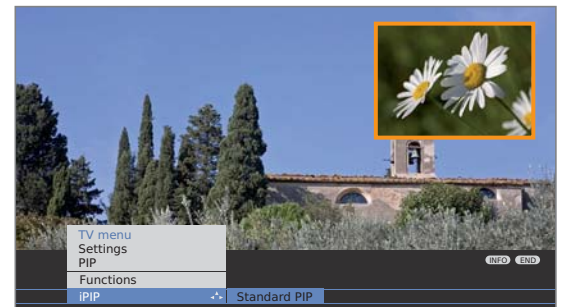 TV menu
Settings
PIP
Functions
iPIP Standard PIP
INFO END